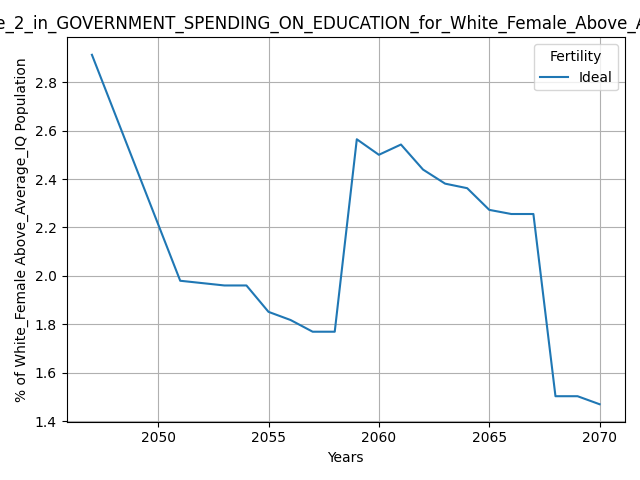 e_2_in_GOVERNMENT_SPENDING_ON_EDUCATION_for_White_Female_Above_A
Fertility
Ideal
% of White_Female Above_Average_IQ Population
2.8
2.6
2.4
2.2
2.0
1.8
1.6
1.4
2050
2055
2060
2065
2070
Years